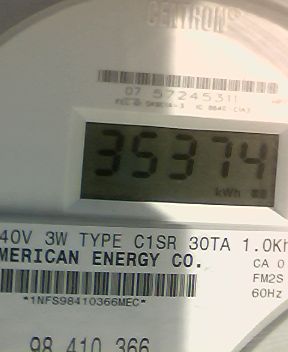 CENTRON®
07 57245311
35374
kWh
40V 3W TYPE C1SR 30TA 1.0Kh
MERICAN ENERGY CO.
CA 0
FM2S
60Hz
*1NFS98410366MEC*
98 410 366